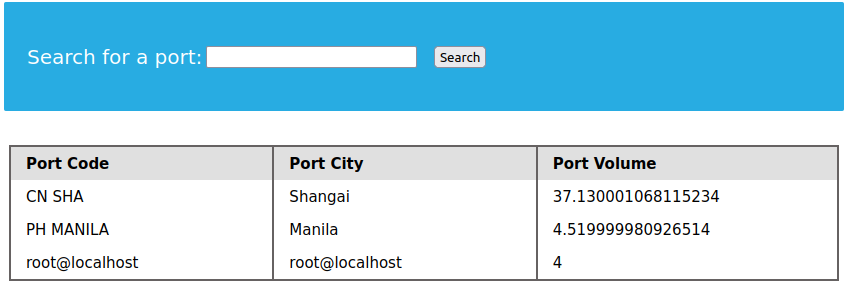 Search for a port: Search
Port Code Port City Port Volume
CN SHA Shangai 37.130001068115234
PH MANILA Manila 4.519999980926514
root@localhost root@localhost 4